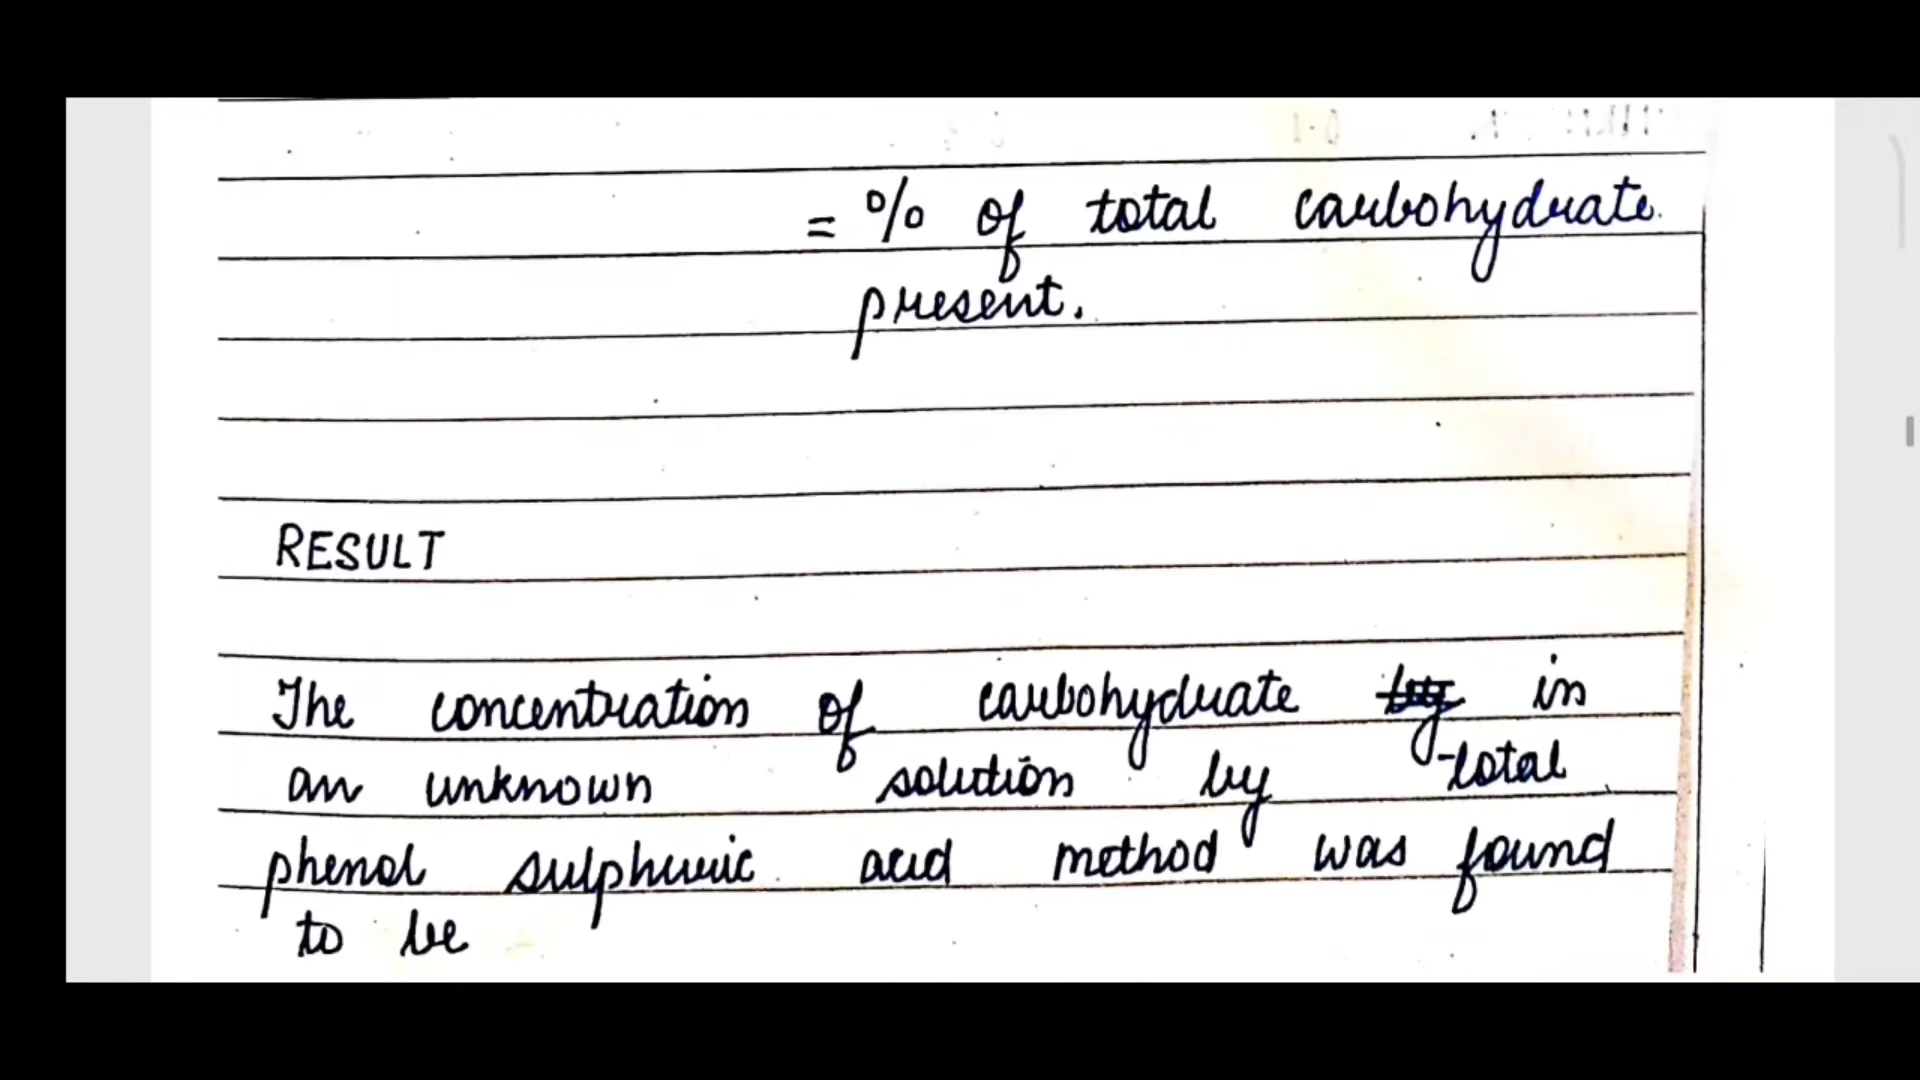 = % of total carbohydrate
present.
RESULT
The concentration of carbohydrate by in
an unknown solution by total
phenol sulphuric acid method was found
to be